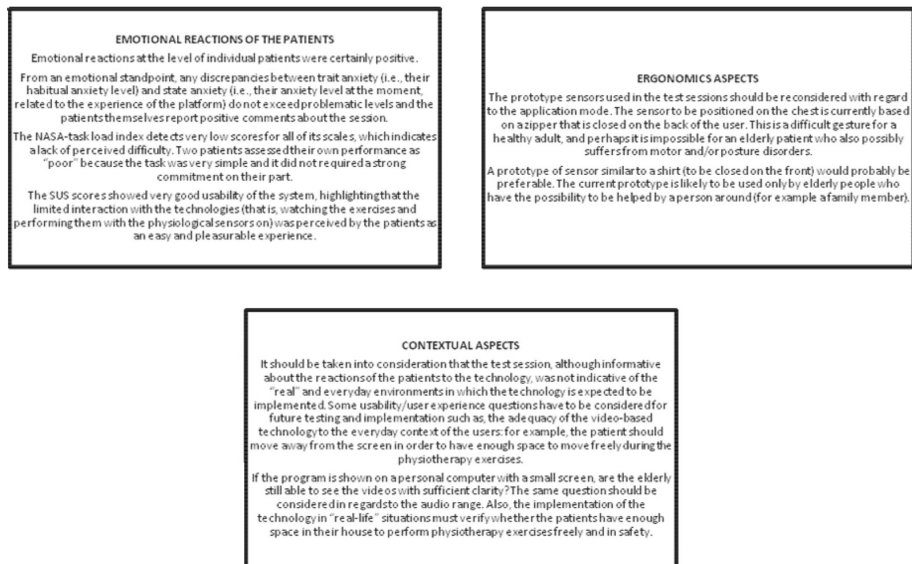 EMOTIONAL REACTIONS OF THE PATIENTS
Emotional reactions at the level of individual patients were certainly positive.
From an emotional standpoint, any discrepancies between trait anxiety (i.e., their
habitual anxiety level) and state anxiety (i.e., their anxiety level at the moment,
related to the experience of the platform) do not exceed problematic levels and the
patients themselves report positive comments about the session.
The NASA-task load index detects very low scores for all of its scales, which indicates
a lack of perceived difficulty. Two patients assessed their own performance as
“poor” because the task was very simple and it did not required a strong
commitment on their part.
The SUS scores showed very good usability of the system, highlighting that the
limited interaction with the technologies (that is, watching the exercises and
performing them with the physiological sensors on) was perceived by the patients as
an easy and pleasurable experience.
ERGONOMICS ASPECTS
The prototype sensors used in the test sessions should be reconsidered with regard
to the application mode. The sensor to be positioned on the chest is currently based
on a zipper that is closed on the back of the user. This is a difficult gesture for a
healthy adult, and perhaps it is impossible for an elderly patient who also possibly
suffers from motor and/or posture disorders.
A prototype of sensor similar to a shirt (to be closed on the front) would probably be
preferable. The current prototype is likely to be used only by elderly people who
have the possibility to be helped by a person around (for example a family member).
CONTEXTUAL ASPECTS
It should be taken into consideration that the test session, although informative
about the reactions of the patients to the technology, was not indicative of the
“real” and everyday environments in which the technology is expected to be
implemented. Some usability/user experience questions have to be considered for
future testing and implementation such as, the adequacy of the video-based
technology to the everyday context of the users: for example, the patient should
move away from the screen in order to have enough space to move freely during the
physiotherapy exercises.
If the program is shown on a personal computer with a small screen, are the elderly
still able to see the videos with sufficient clarity? The same question should be
considered in regards to the audio range. Also, the implementation of the
technology in “real-life” situations must verify whether the patients have enough
space in their house to perform physiotherapy exercises freely and in safety.